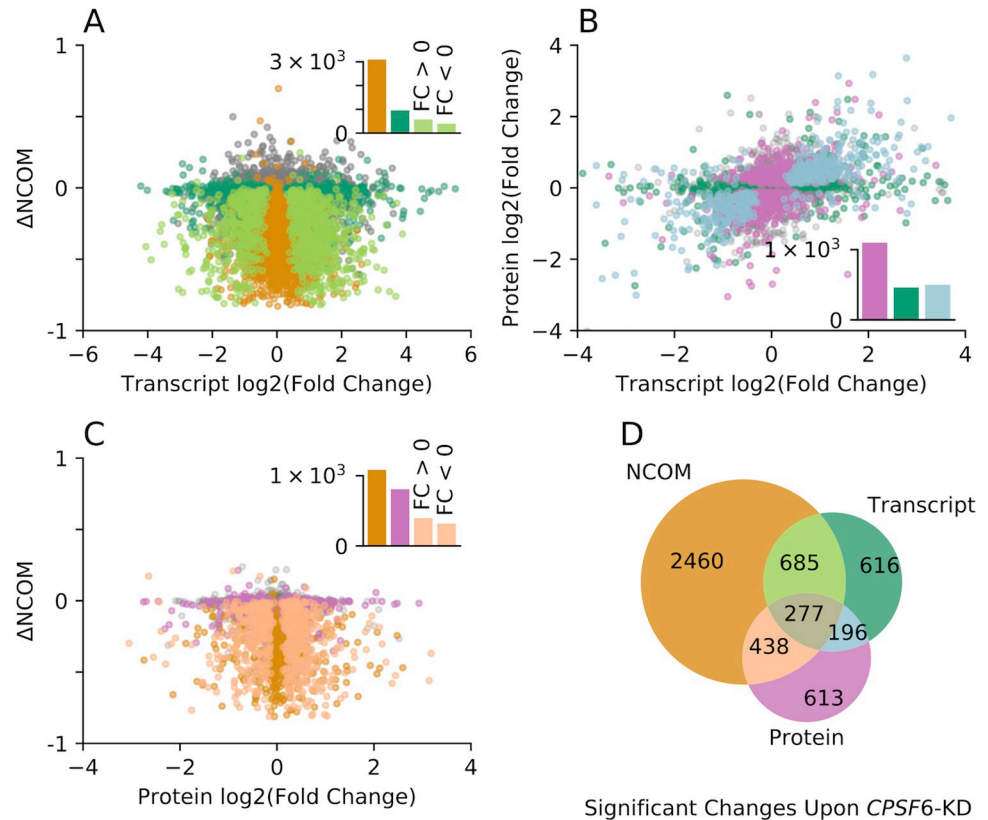 A
ΔNCOM
1
0
-1
−6
−4
−2
0
2
4
6
Transcript log2(Fold Change)
3 × 10³
0
FC > 0
FC < 0
B
Protein log2(Fold Change)
4
2
0
−2
−4
−4
−2
0
2
4
Transcript log2(Fold Change)
1 × 10³
0
C
ΔNCOM
1
0
-1
−4
−2
0
2
4
Protein log2(Fold Change)
1 × 10³
0
FC > 0
FC < 0
D
NCOM
Transcript
2460
685
616
277
438
196
613
Protein
Significant Changes Upon CPSF6-KD